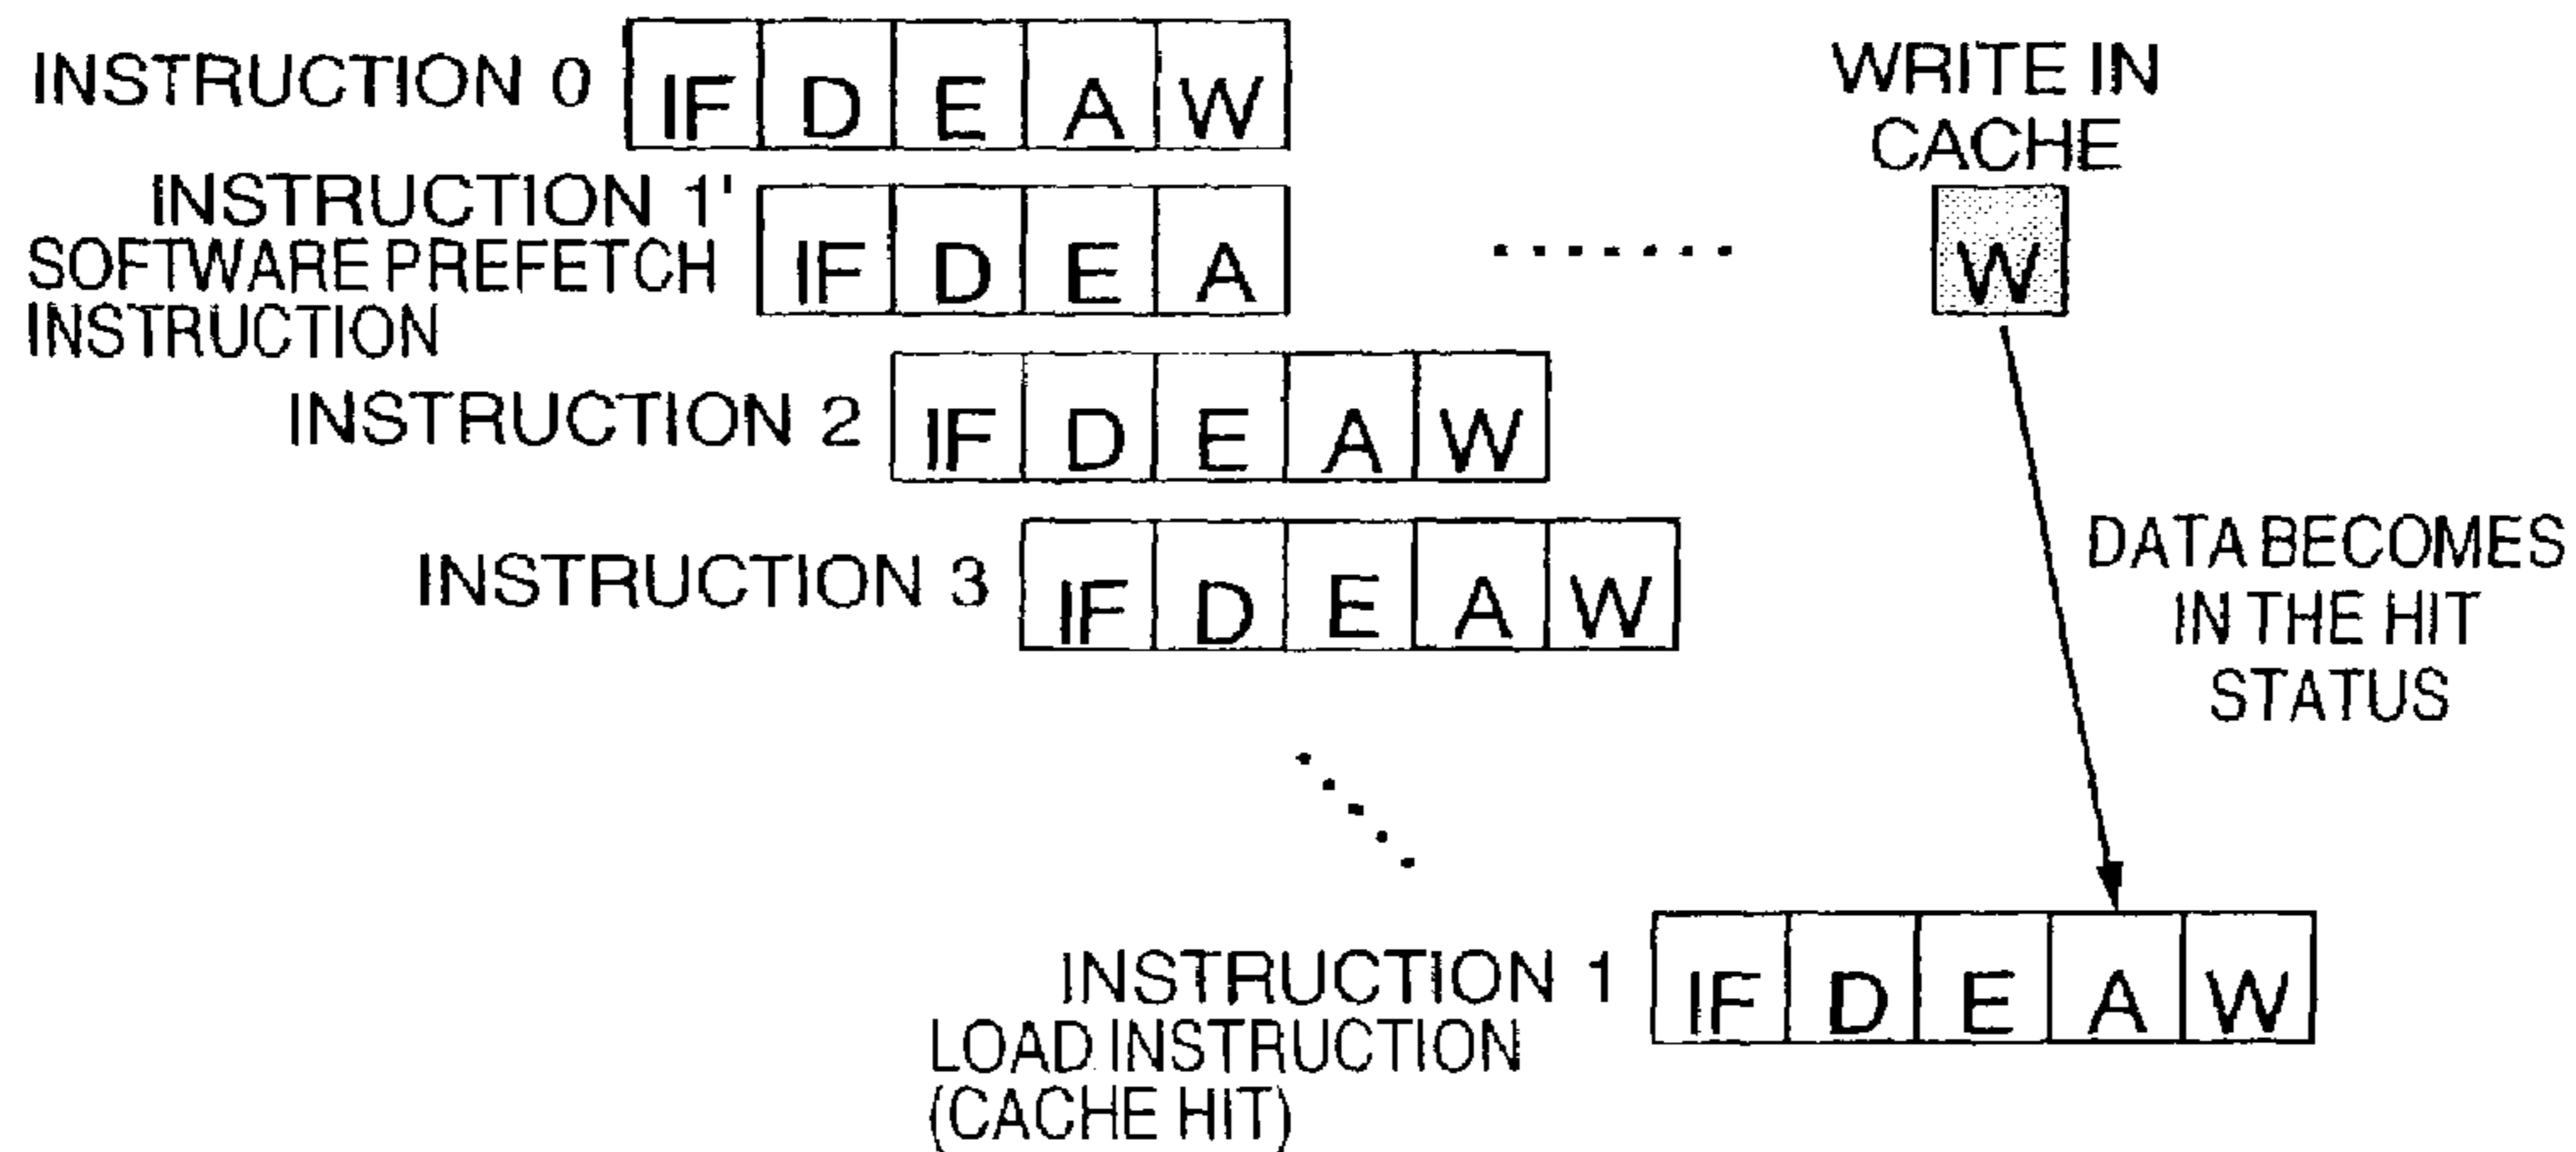 INSTRUCTION 0 IF D E A W
WRITE IN
CACHE
INSTRUCTION 1' IF D E A ....... W
SOFTWARE PREFETCH
INSTRUCTION
INSTRUCTION 2 IF D E A W
INSTRUCTION 3 IF D E A W
DATA BECOMES
IN THE HIT
STATUS
INSTRUCTION 1 IF D E A W
LOAD INSTRUCTION
(CACHE HIT)